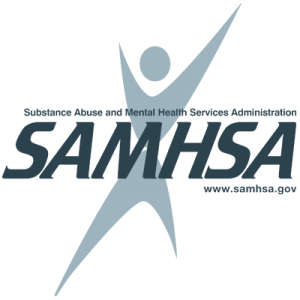 Substance Abuse and Mental Health Services Administration
SAMHSA
www.samhsa.gov